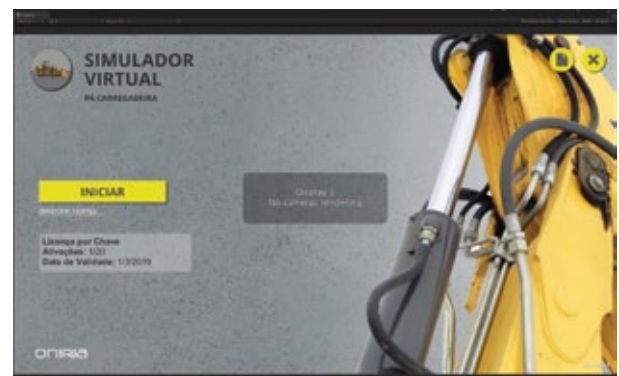 SIMULADOR
VIRTUAL
PÁ CARREGADEIRA
INICIAR
Display 1
No cameras rendering
Licença por Chave
Ativações: 1/20
Data de Validade: 1/3/2019
ONIRIA